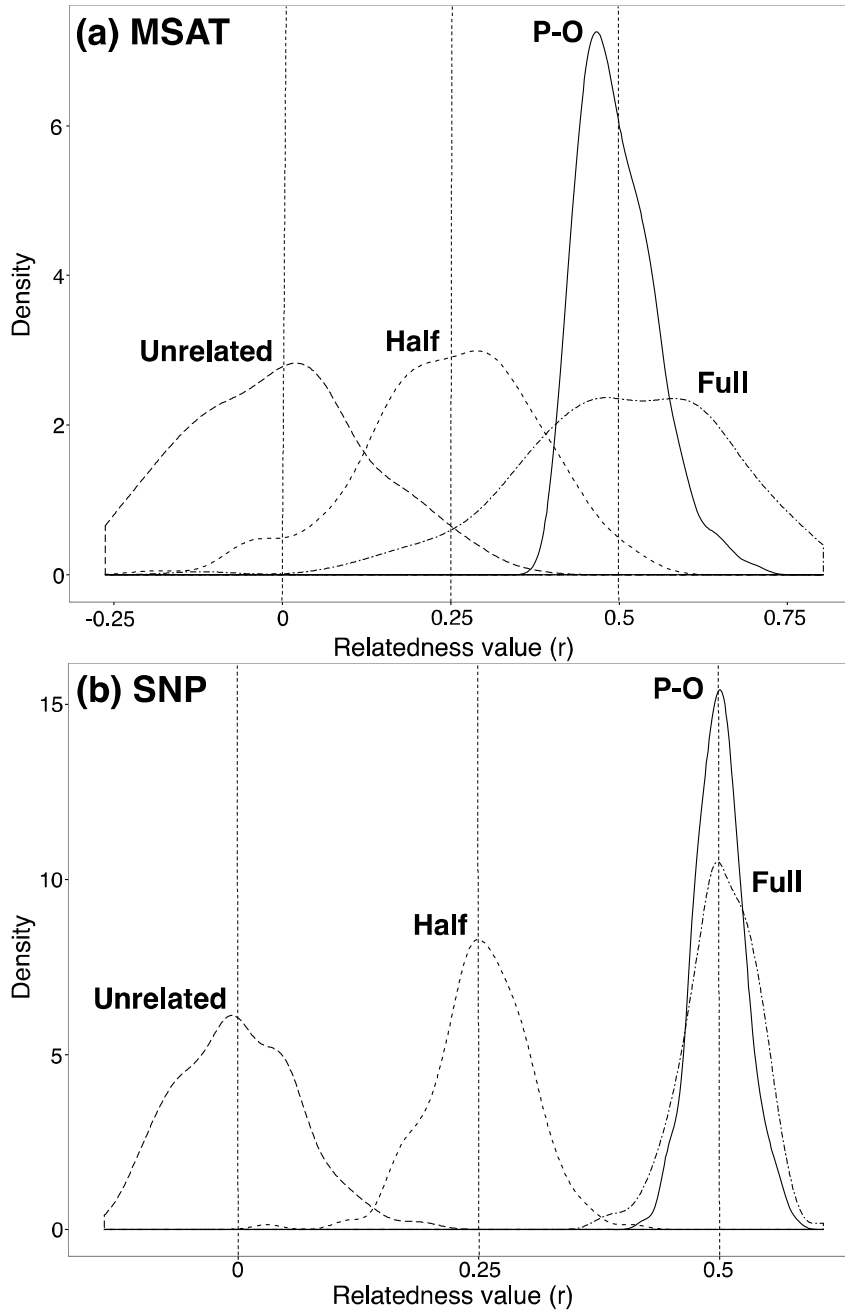 (a) MSAT
P-O
6
Density
4
Unrelated
Half
Full
2
0
-0.25 0 0.25 0.5 0.75
Relatedness value (r)
(b) SNP
P-O
15
Density
10
Full
Half
Unrelated
5
0
0 0.25 0.5
Relatedness value (r)